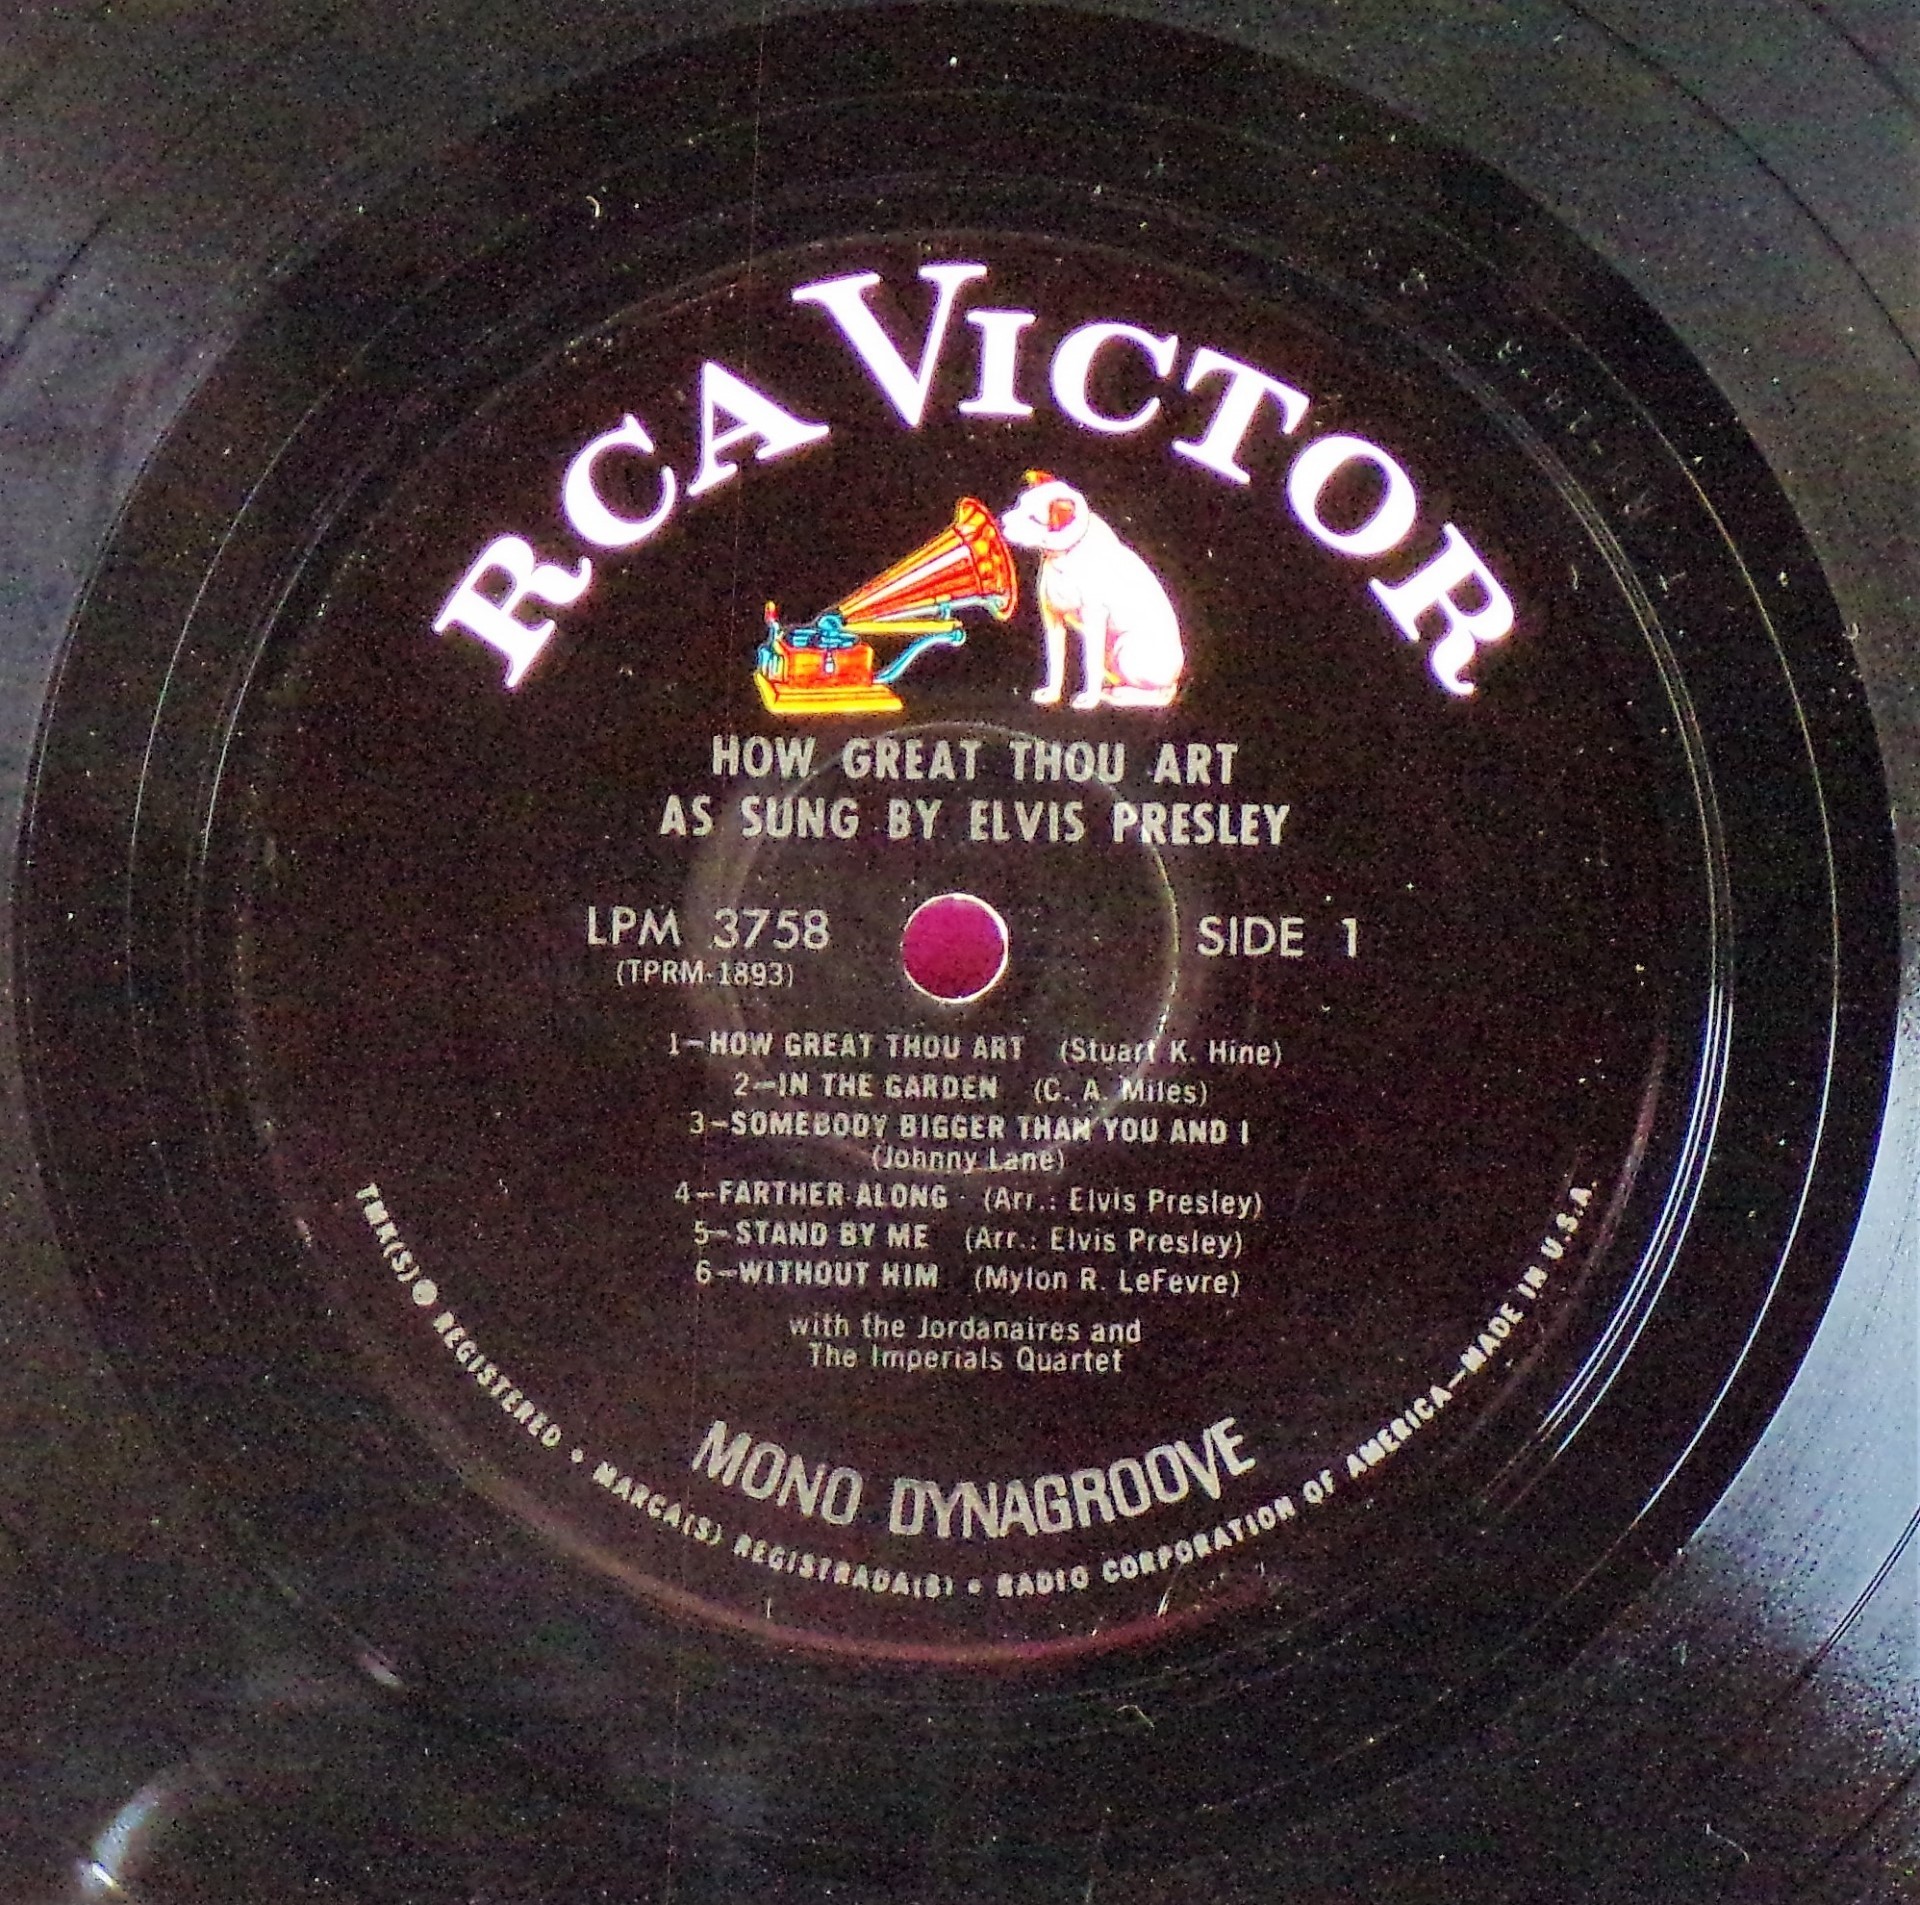 RCA VICTOR
HOW GREAT THOU ART
AS SUNG BY ELVIS PRESLEY
LPM 3758
(TPRM-1893)
SIDE 1
1—HOW GREAT THOU ART (Stuart K. Hine)
2—IN THE GARDEN (C. A. Miles)
3—SOMEBODY BIGGER THAN YOU AND I
(Johnny Lane)
4—FARTHER ALONG (Arr.: Elvis Presley)
5—STAND BY ME (Arr.: Elvis Presley)
6—WITHOUT HIM (Mylon R. LeFevre)
with the Jordanaires and
The Imperials Quartet
MONO DYNAGROOVE
TMK(S) ® REGISTERED • MARCA(S) REGISTRADA(S) • RADIO CORPORATION OF AMERICA—MADE IN U.S.A.